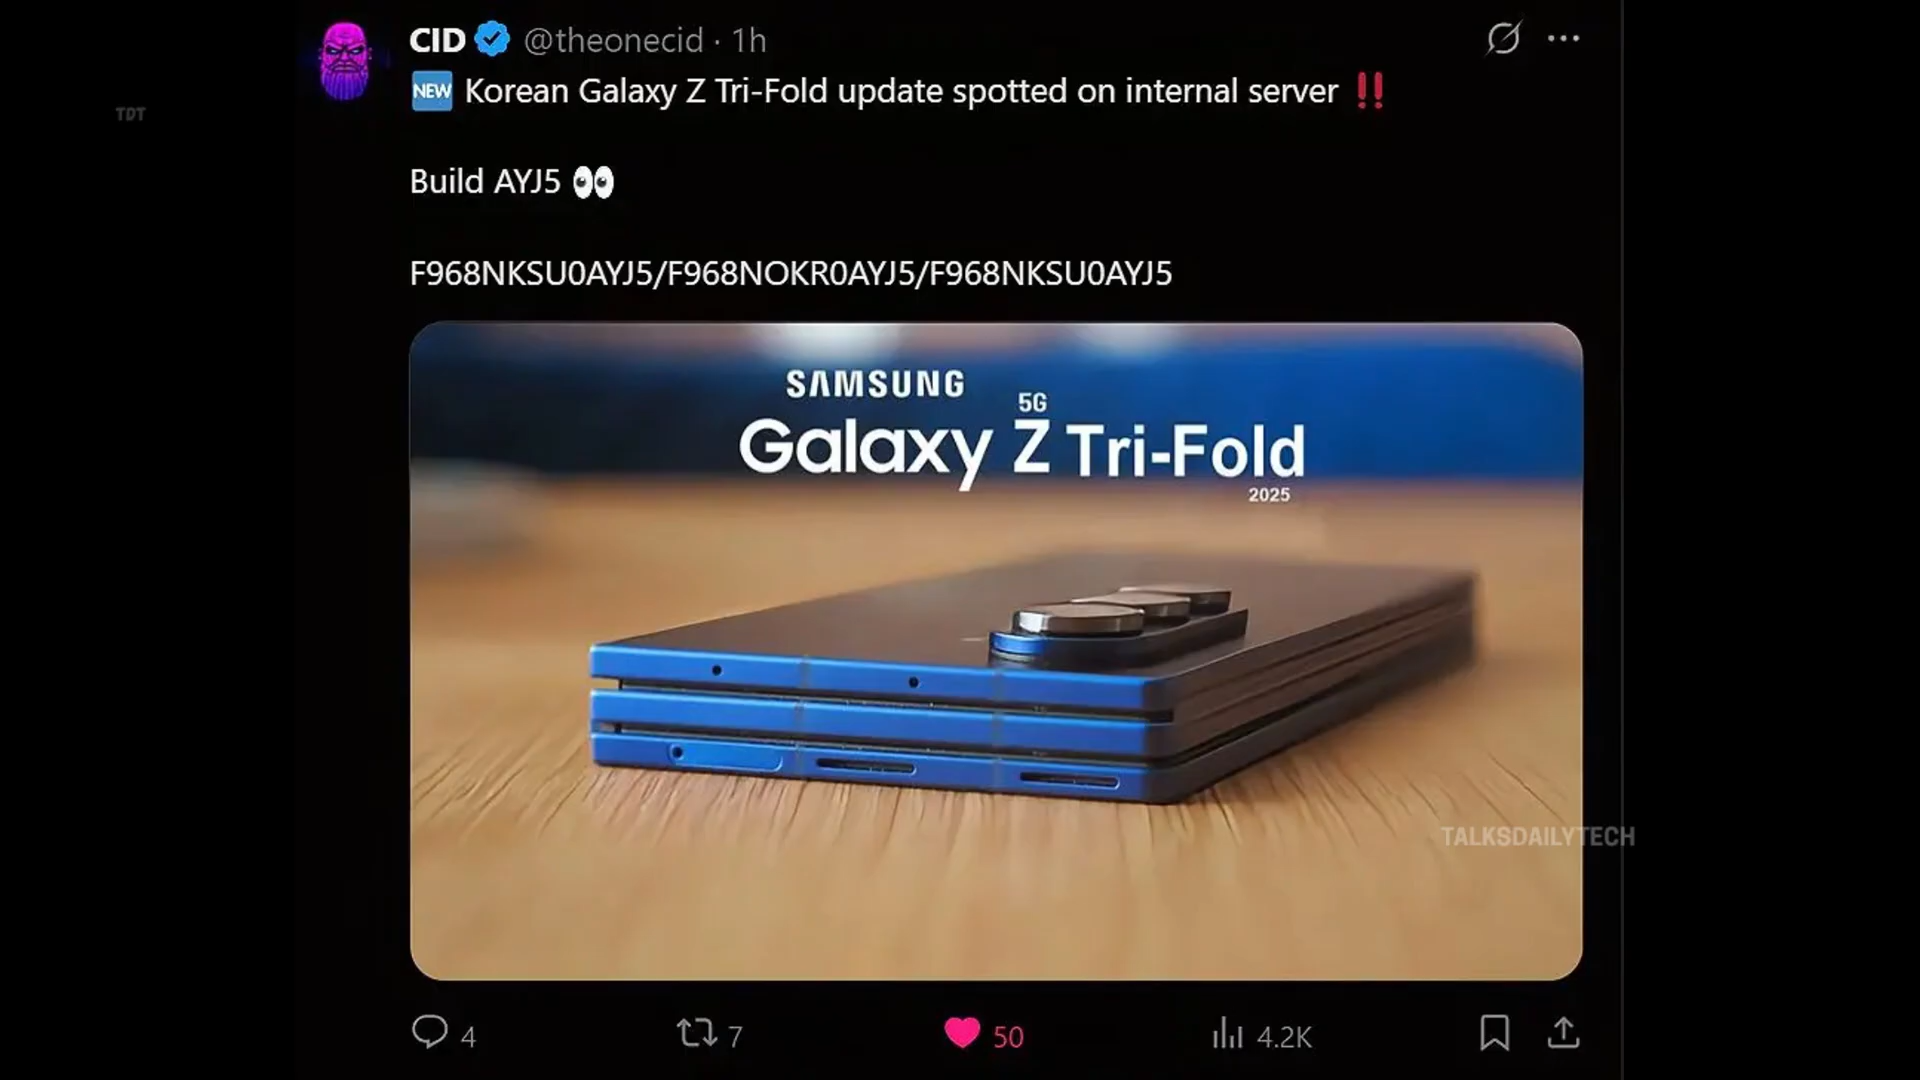 CID @theonecid · 1h
NEW Korean Galaxy Z Tri-Fold update spotted on internal server ‼️
TDT
Build AYJ5 👀
F968NKSU0AYJ5/F968NOKR0AYJ5/F968NKSU0AYJ5
SAMSUNG
5G
Galaxy Z Tri-Fold
2025
TALKSDAILYTECH
4 7 50 4.2K